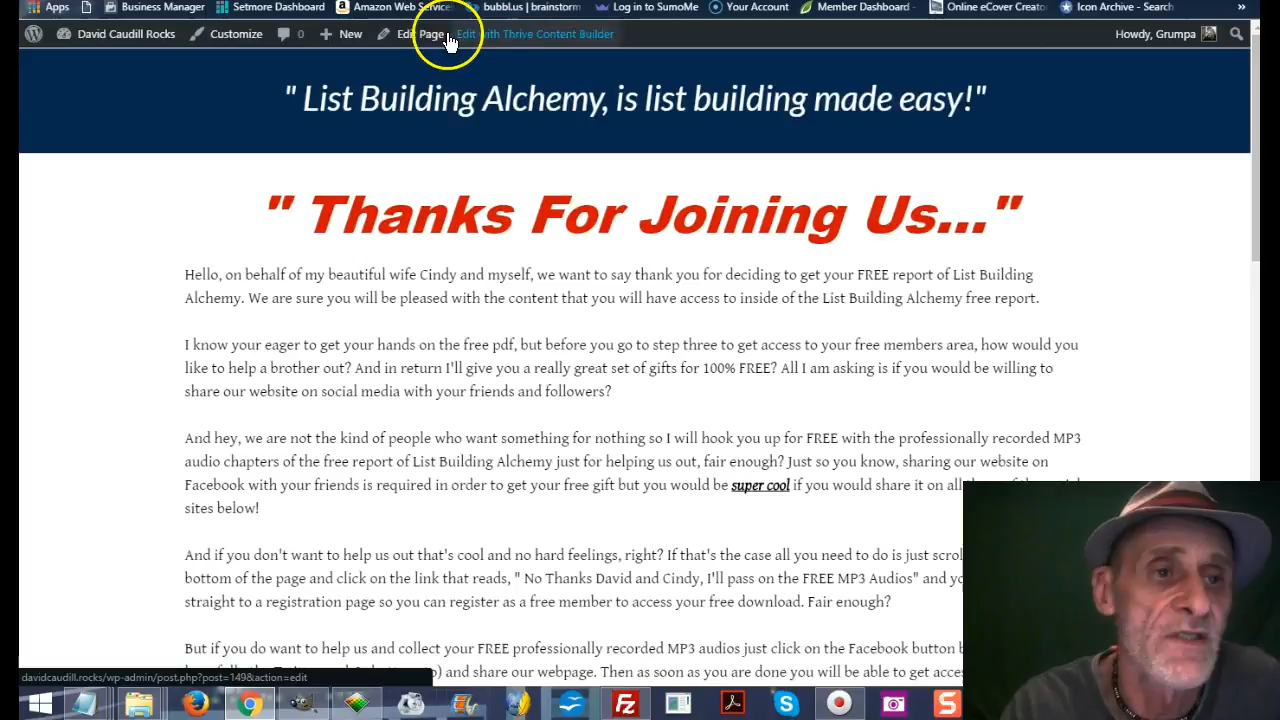 Apps Business Manager Setmore Dashboard Amazon Web Service bubbl.us | brainstorm Log in to SumoMe Your Account Member Dashboard Online eCover Creato Icon Archive - Search »
David Caudill Rocks Customize 0 New Edit Page Edit with Thrive Content Builder Howdy, Grumpa
" List Building Alchemy, is list building made easy!"
" Thanks For Joining Us..."
Hello, on behalf of my beautiful wife Cindy and myself, we want to say thank you for deciding to get your FREE report of List Building
Alchemy. We are sure you will be pleased with the content that you will have access to inside of the List Building Alchemy free report.
I know your eager to get your hands on the free pdf, but before you go to step three to get access to your free members area, how would you
like to help a brother out? And in return I'll give you a really great set of gifts for 100% FREE? All I am asking is if you would be willing to
share our website on social media with your friends and followers?
And hey, we are not the kind of people who want something for nothing so I will hook you up for FREE with the professionally recorded MP3
audio chapters of the free report of List Building Alchemy just for helping us out, fair enough? Just so you know, sharing our website on
Facebook with your friends is required in order to get your free gift but you would be super cool if you would share it on all
sites below!
And if you don't want to help us out that's cool and no hard feelings, right? If that's the case all you need to do is just scrol
bottom of the page and click on the link that reads, " No Thanks David and Cindy, I'll pass on the FREE MP3 Audios" and yo
straight to a registration page so you can register as a free member to access your free download. Fair enough?
But if you do want to help us and collect your FREE professionally recorded MP3 audios just click on the Facebook button b
) and share our webpage. Then as soon as you are done you will be able to get acces
davidcaudill.rocks/wp-admin/post.php?post=149&action=edit